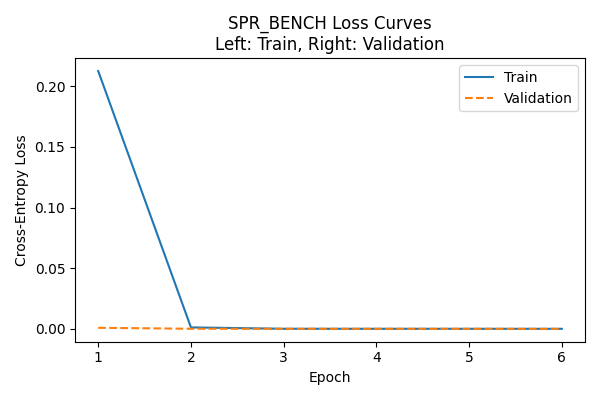 SPR_BENCH Loss Curves
Left: Train, Right: Validation
Train
Validation
0.20
0.15
0.10
0.05
0.00
Cross-Entropy Loss
1 2 3 4 5 6
Epoch